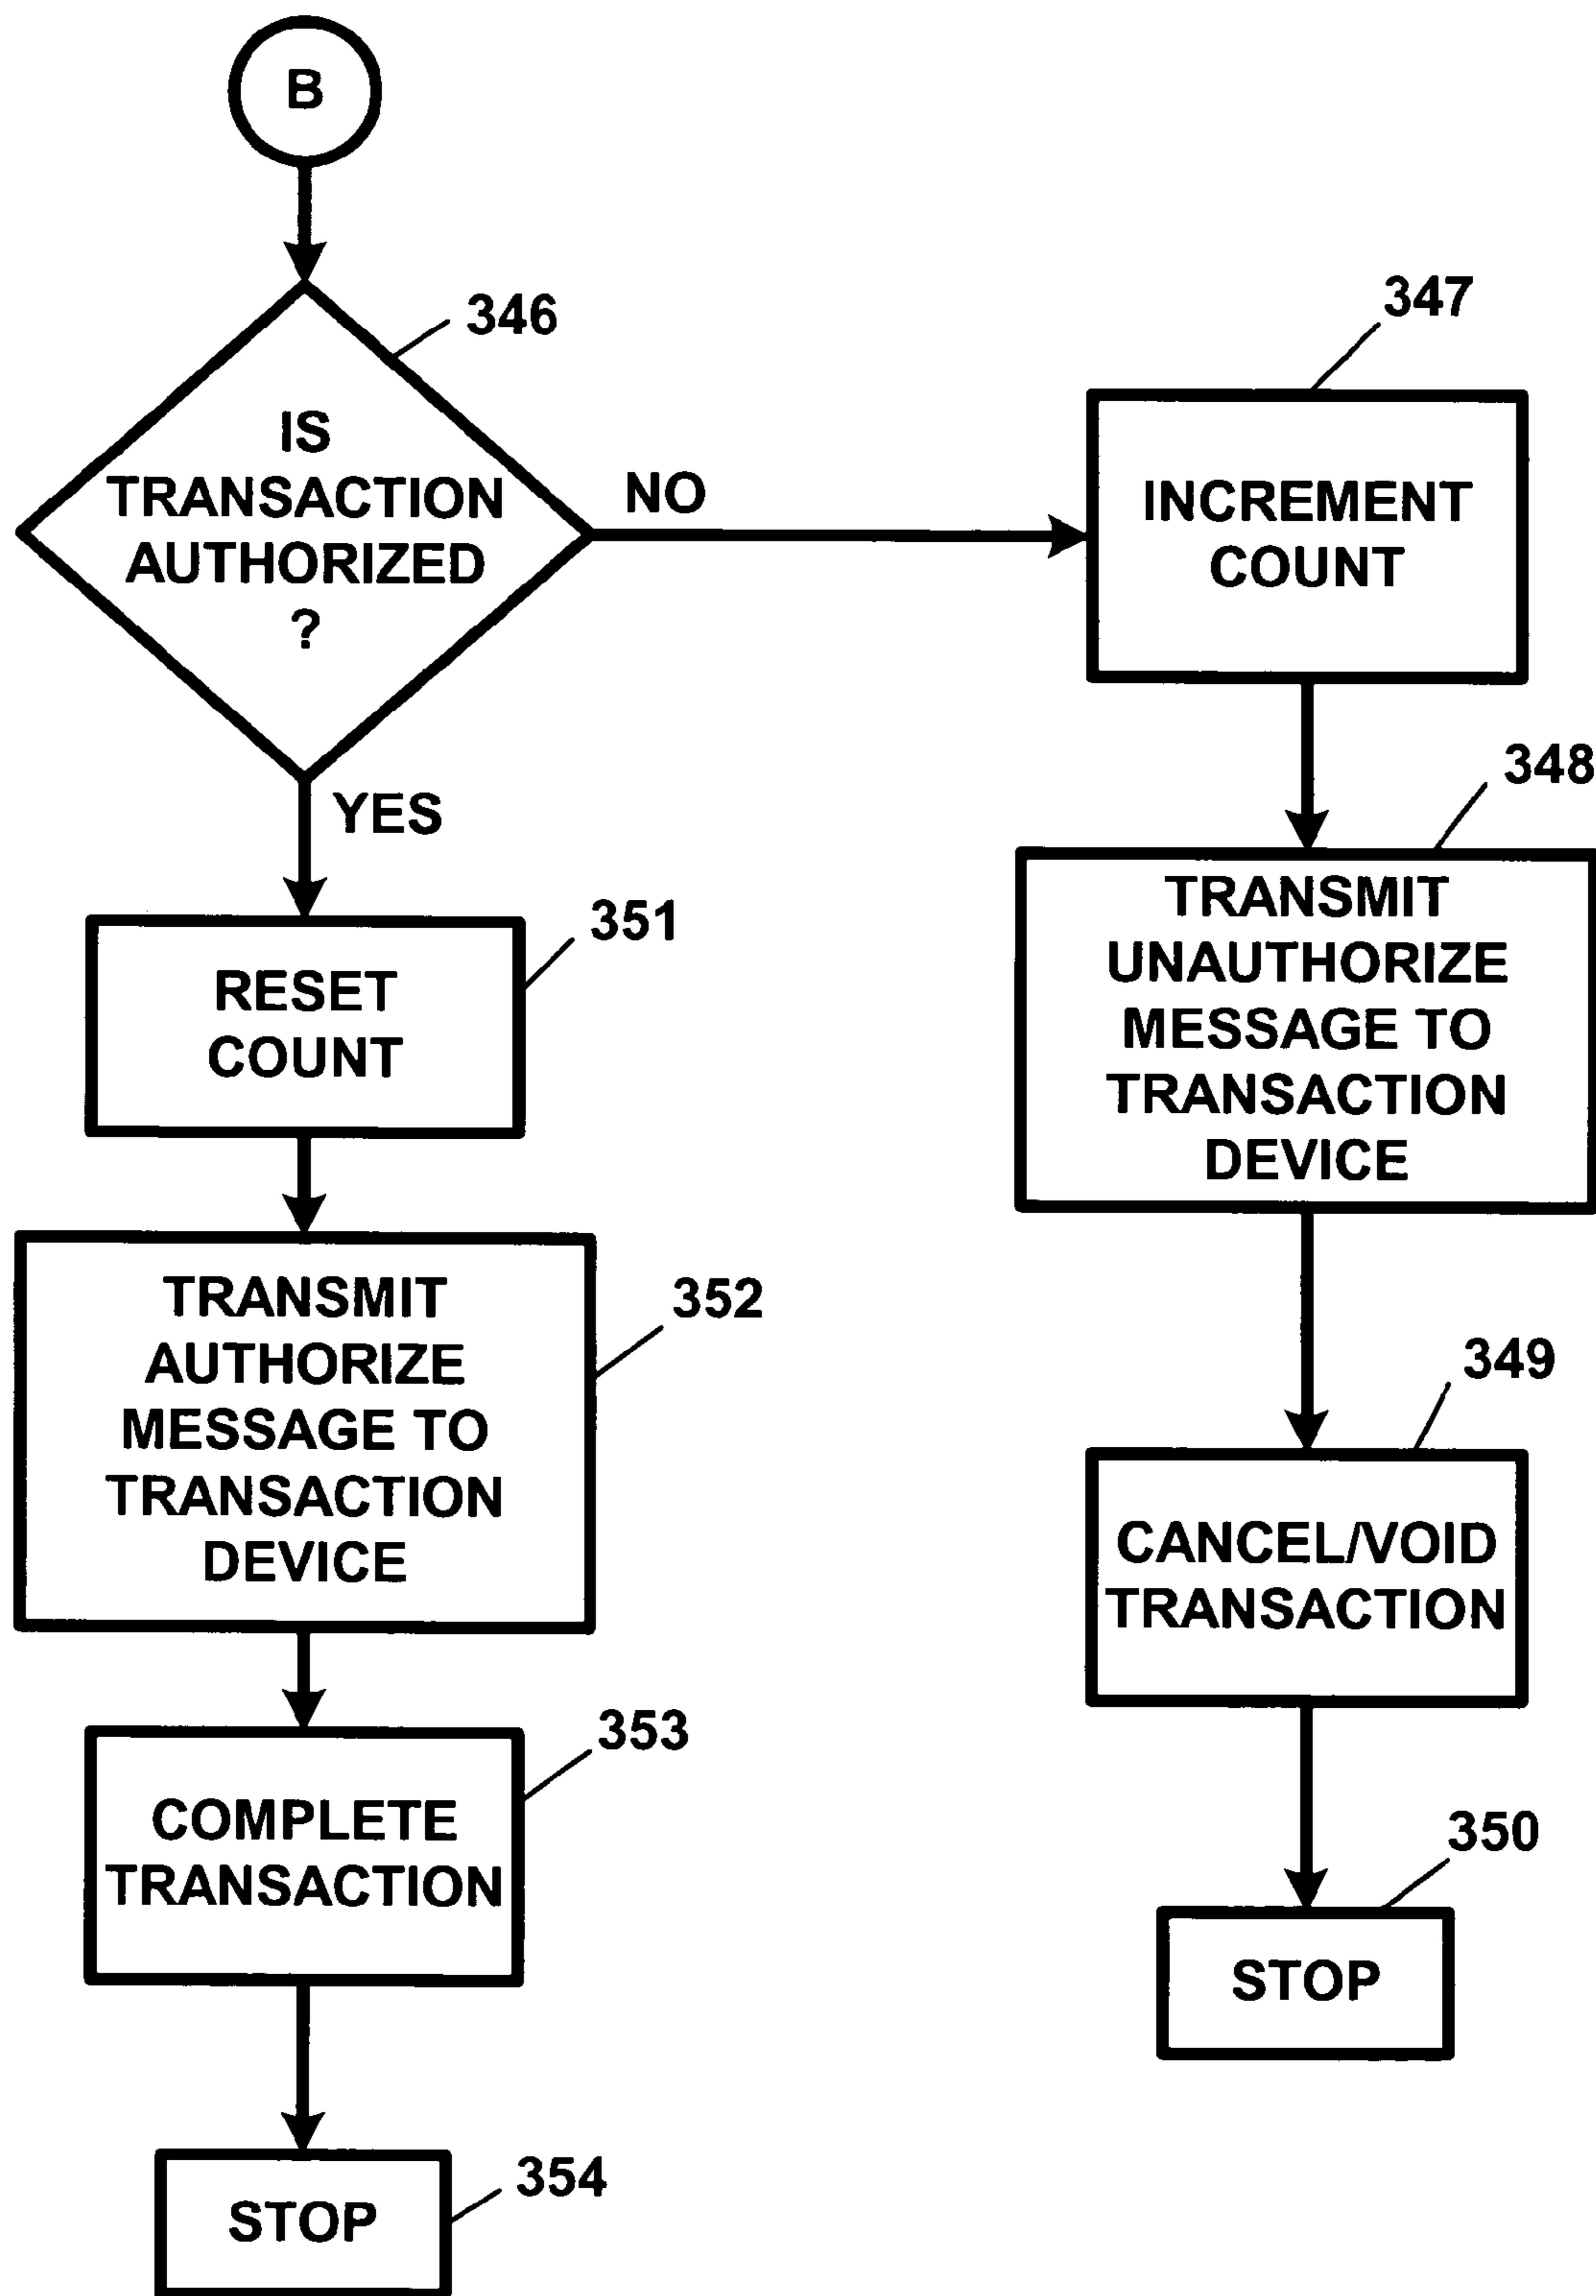 B
346
IS
TRANSACTION
AUTHORIZED
?
NO
YES
347
INCREMENT
COUNT
348
TRANSMIT
UNAUTHORIZE
MESSAGE TO
TRANSACTION
DEVICE
349
CANCEL/VOID
TRANSACTION
350
STOP
351
RESET
COUNT
352
TRANSMIT
AUTHORIZE
MESSAGE TO
TRANSACTION
DEVICE
353
COMPLETE
TRANSACTION
354
STOP